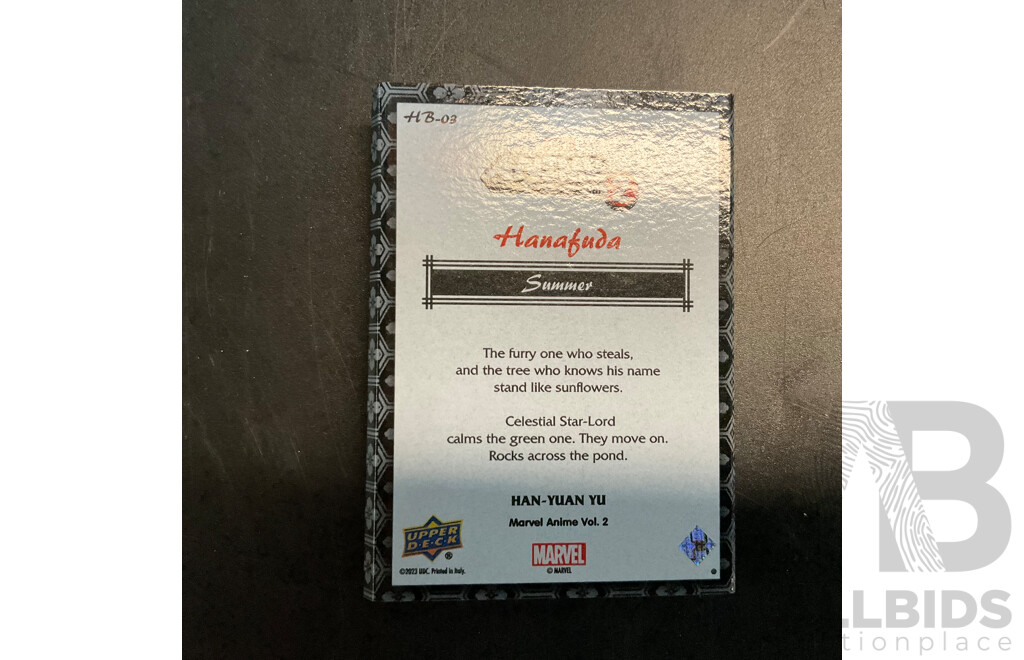 HB-03
Hanafuda
Summer
The furry one who steals,
and the tree who knows his name
stand like sunflowers.
Celestial Star-Lord
calms the green one. They move on.
Rocks across the pond.
HAN-YUAN YU
Marvel Anime Vol. 2
UPPER
D·E·C·K
®
MARVEL
©2023 UDC. Printed in Italy.
© MARVEL
B
LLBIDS
ctionplace